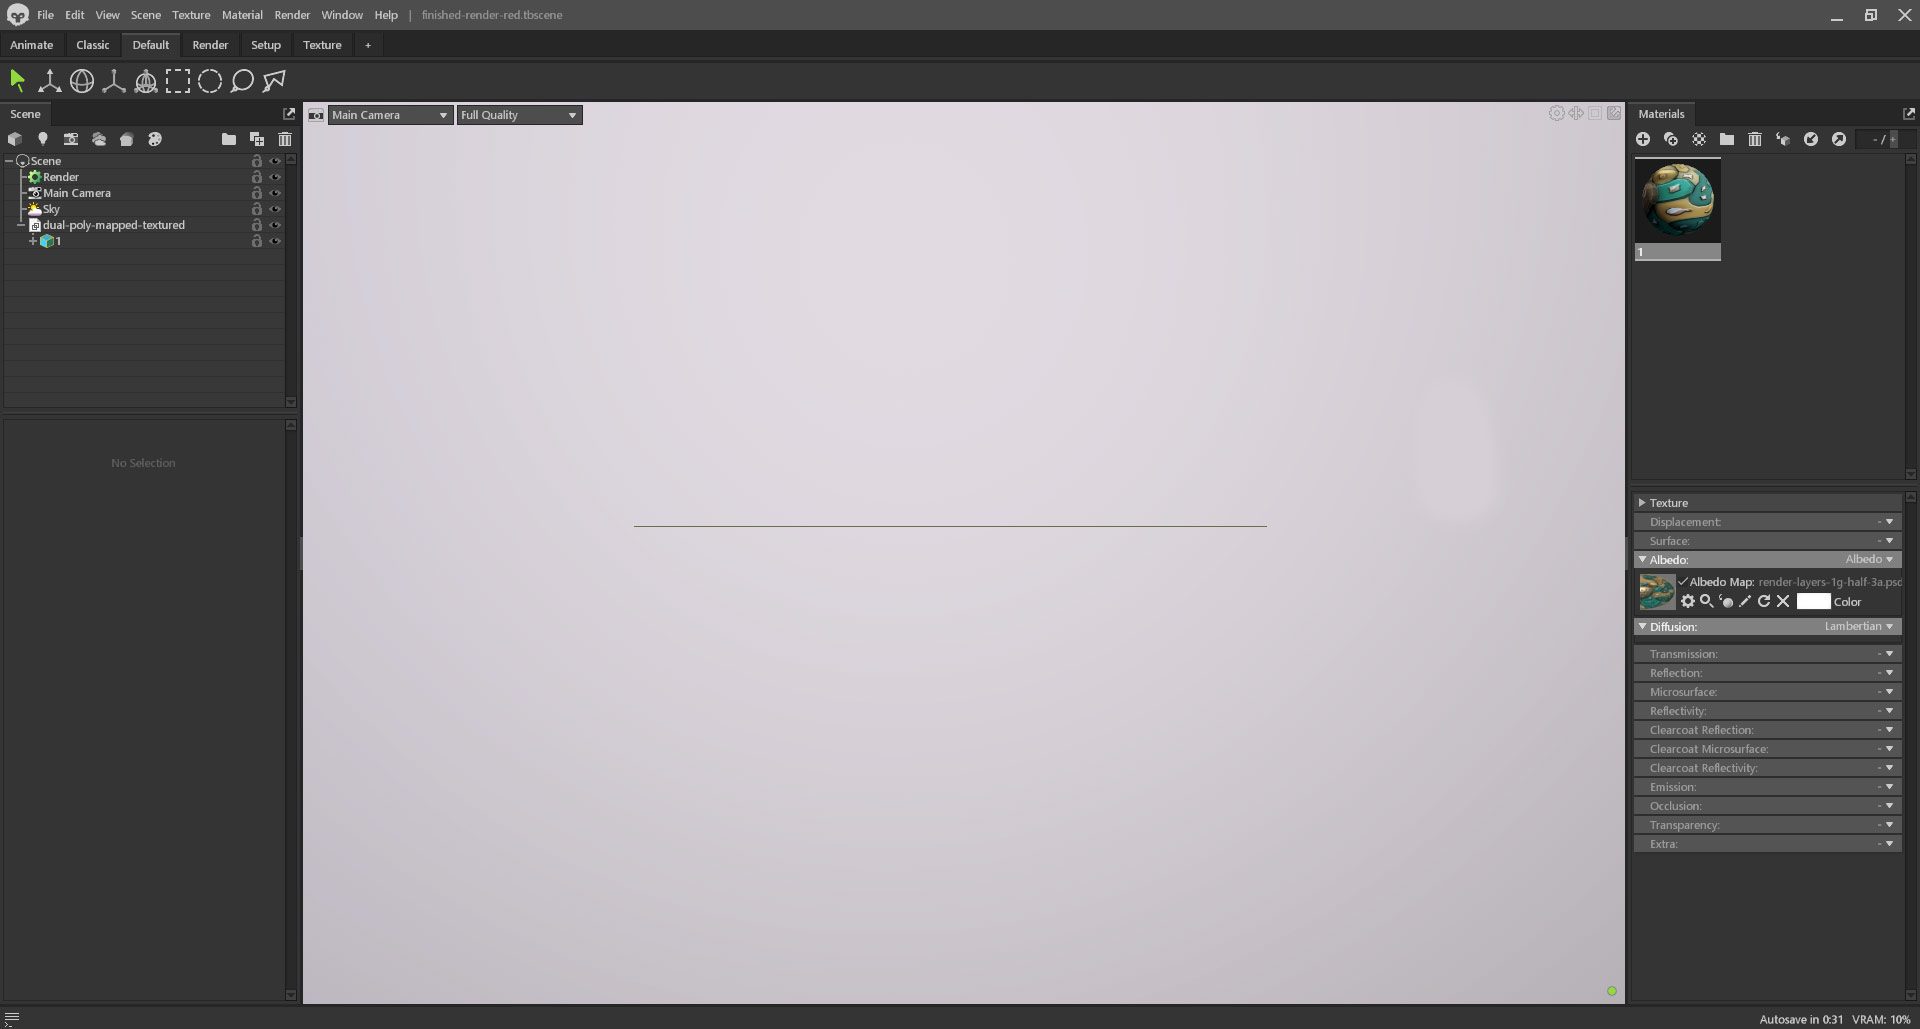 File Edit View Scene Texture Material Render Window Help | finished-render-red.tbscene
Animate Classic Default Render Setup Texture +
Scene
Main Camera
Full Quality
Materials
- /
Scene
Render
Main Camera
Sky
dual-poly-mapped-textured
1
No Selection
1
Texture
Displacement: -
Surface: -
Albedo: Albedo
Albedo Map: render-layers-1g-half-3a.psd
Color
Diffusion: Lambertian
Transmission: -
Reflection: -
Microsurface: -
Reflectivity: -
Clearcoat Reflection: -
Clearcoat Microsurface: -
Clearcoat Reflectivity: -
Emission: -
Occlusion: -
Transparency: -
Extra: -
Autosave in 0:31 VRAM: 10%